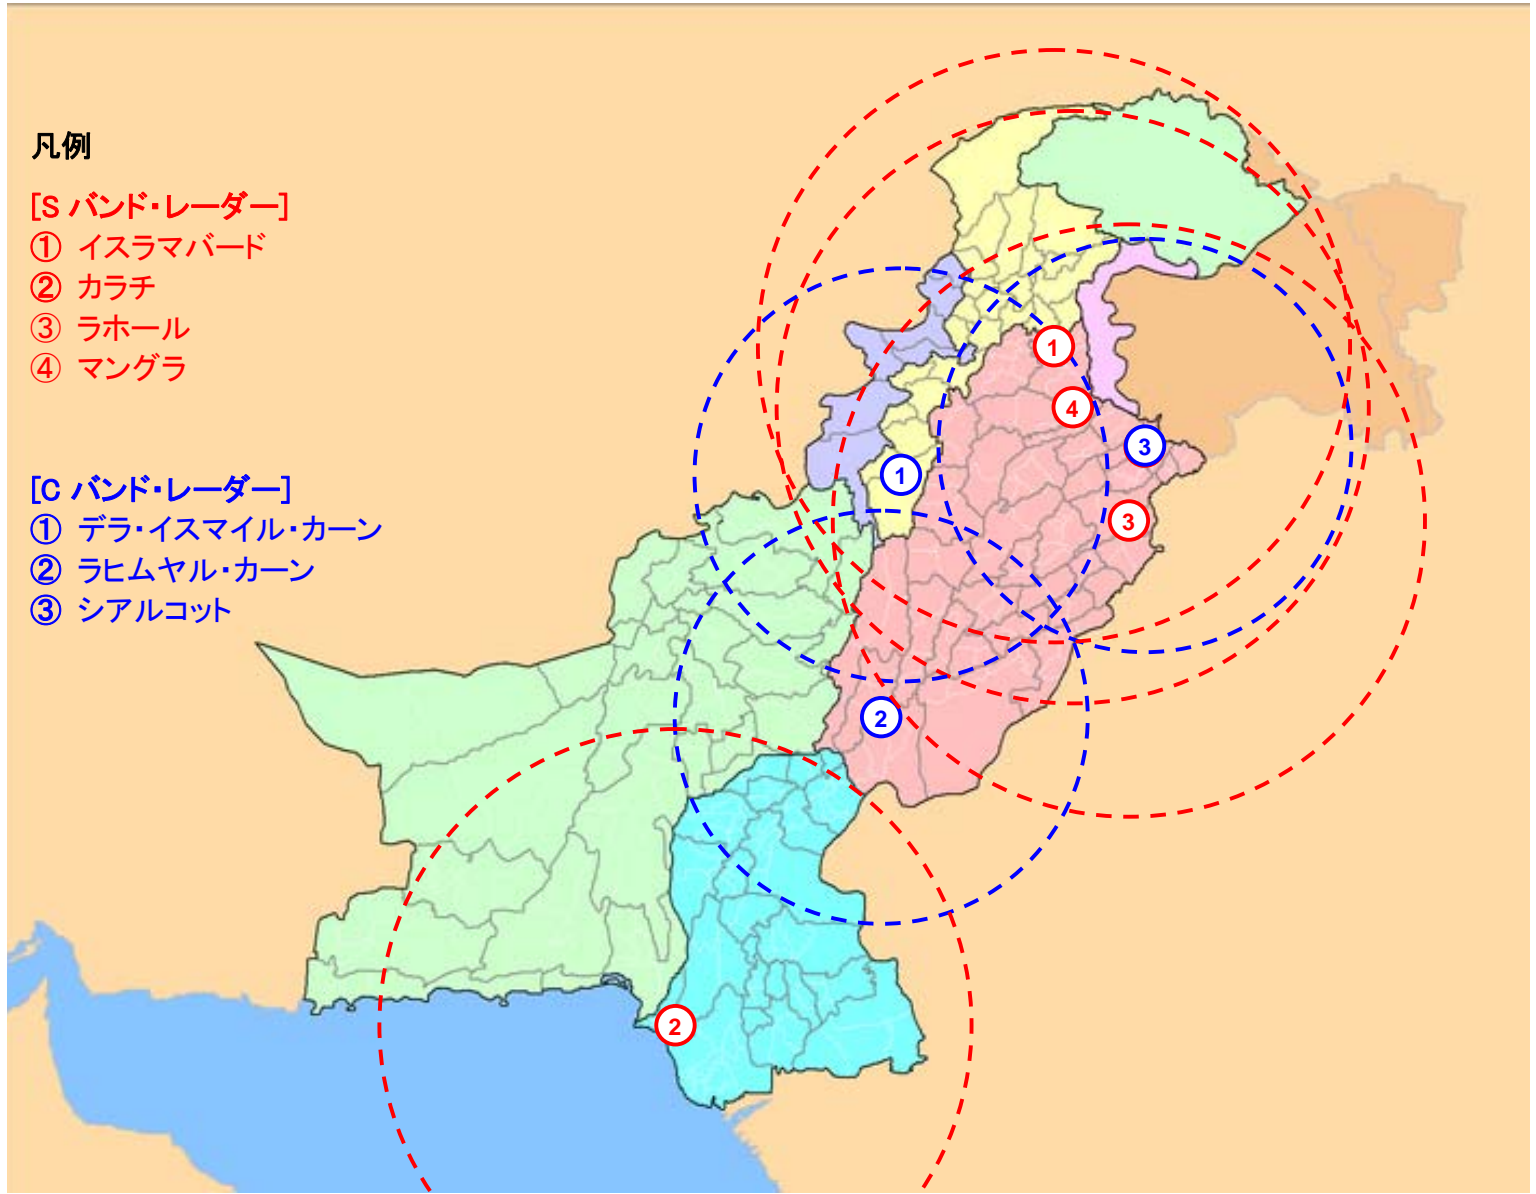 凡例
[S バンド・レーダー]
① イスラマバード
② カラチ
③ ラホール
④ マングラ
[C バンド・レーダー]
① デラ・イスマイル・カーン
② ラヒムヤル・カーン
③ シアルコット
1
4
3
1
3
2
2